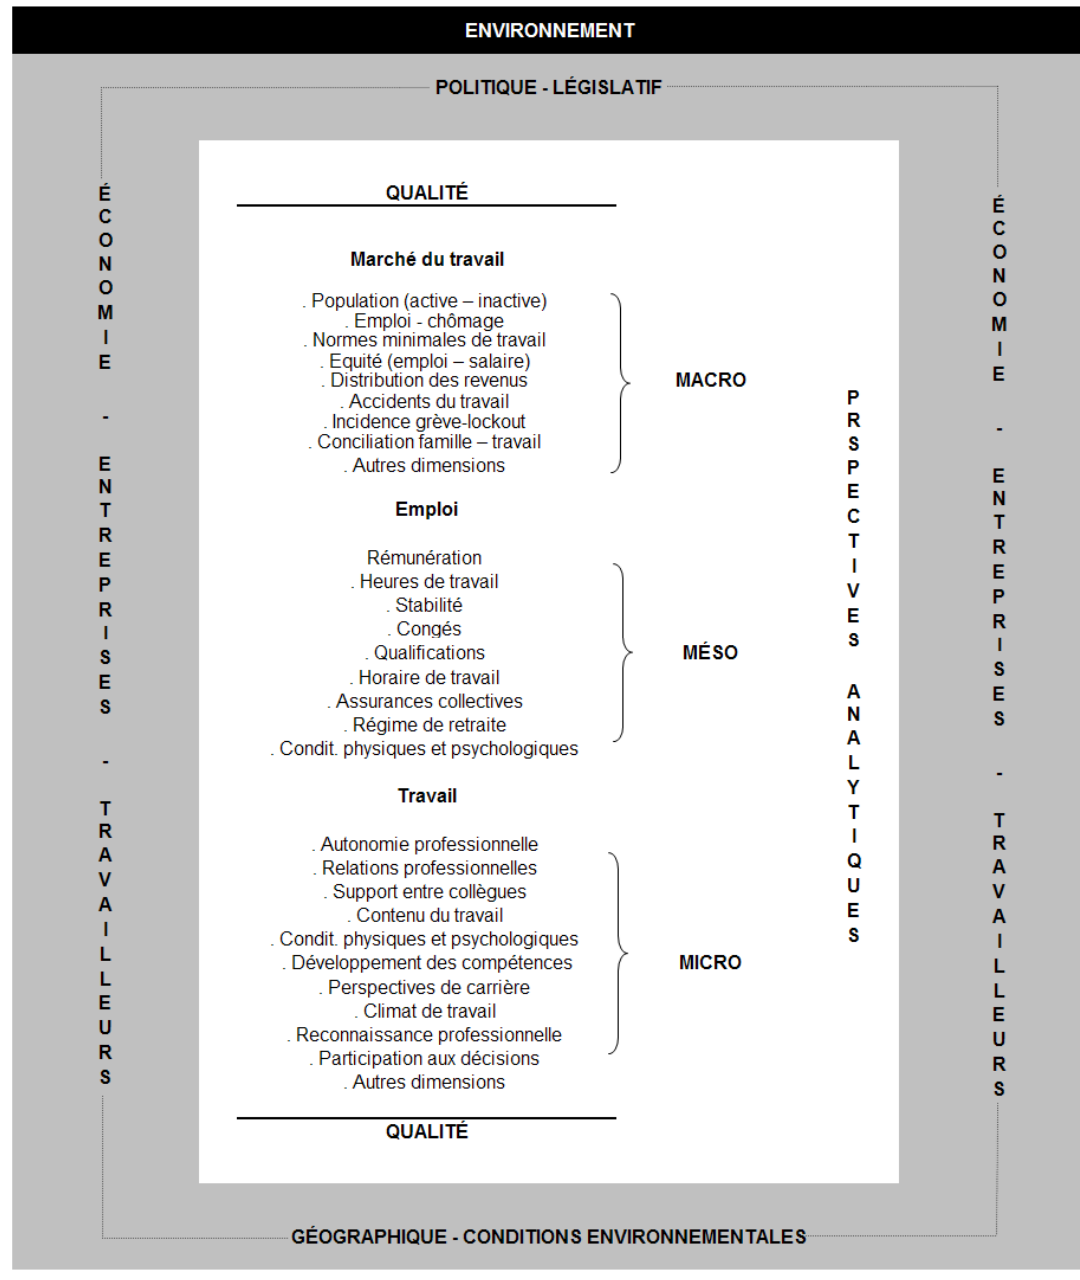 ENVIRONNEMENT
POLITIQUE - LÉGISLATIF
ÉCONOMIE - ENTREPRISES - TRAVAILLEURS
QUALITÉ
Marché du travail
. Population (active – inactive)
. Emploi - chômage
. Normes minimales de travail
. Equité (emploi – salaire)
. Distribution des revenus
. Accidents du travail
. Incidence grève-lockout
. Conciliation famille – travail
. Autres dimensions
MACRO
Emploi
Rémunération
. Heures de travail
. Stabilité
. Congés
. Qualifications
. Horaire de travail
. Assurances collectives
. Régime de retraite
. Condit. physiques et psychologiques
MÉSO
Travail
. Autonomie professionnelle
. Relations professionnelles
. Support entre collègues
. Contenu du travail
. Condit. physiques et psychologiques
. Développement des compétences
. Perspectives de carrière
. Climat de travail
. Reconnaissance professionnelle
. Participation aux décisions
. Autres dimensions
MICRO
QUALITÉ
PRSPECTIVES ANALYTIQUES
ÉCONOMIE - ENTREPRISES - TRAVAILLEURS
GÉOGRAPHIQUE - CONDITIONS ENVIRONNEMENTALES